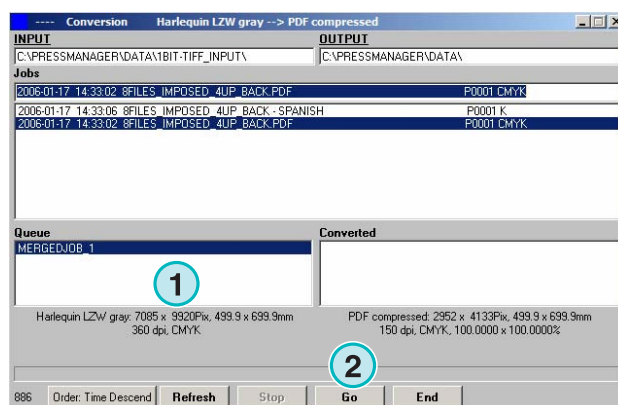 ---- Conversion Harlequin LZW gray --> PDF compressed
INPUT OUTPUT
C:\PRESSMANAGER\DATA\1BIT-TIFF_INPUT\ C:\PRESSMANAGER\DATA\
Jobs
2006-01-17 14:33:02 8FILES_IMPOSED_4UP_BACK.PDF P0001 CMYK
2006-01-17 14:33:06 8FILES_IMPOSED_4UP_BACK - SPANISH P0001 K
2006-01-17 14:33:02 8FILES_IMPOSED_4UP_BACK.PDF P0001 CMYK
Queue Converted
MERGEDJOB_1
1
Harlequin LZW gray: 7085 x 9920Pix, 499.9 x 699.9mm PDF compressed: 2952 x 4133Pix, 499.9 x 699.9mm
360 dpi, CMYK 150 dpi, CMYK, 100.0000 x 100.0000%
2
886 Order: Time Descend Refresh Stop Go End